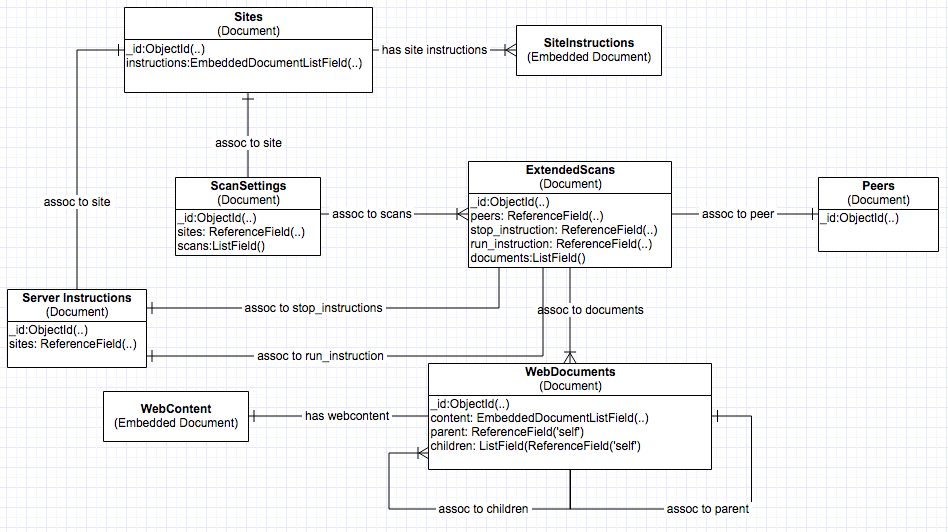 Sites
(Document)
_id:ObjectId(..)
instructions:EmbeddedDocumentListField(..)
has site instructions
SiteInstructions
(Embedded Document)
assoc to site
assoc to site
ScanSettings
(Document)
_id:ObjectId(..)
sites: ReferenceField(..)
scans:ListField()
assoc to scans
ExtendedScans
(Document)
_id:ObjectId(..)
peers: ReferenceField(..)
stop_instruction: ReferenceField(..)
run_instruction: ReferenceField(..)
documents:ListField()
assoc to peer
Peers
(Document)
_id:ObjectId(..)
Server Instructions
(Document)
_id:ObjectId(..)
sites: ReferenceField(..)
assoc to stop_instructions
assoc to documents
assoc to run_instruction
WebContent
(Embedded Document)
has webcontent
WebDocuments
(Document)
_id:ObjectId(..)
content: EmbeddedDocumentListField(..)
parent: ReferenceField('self')
children: ListField(ReferenceField('self')
assoc to children
assoc to parent